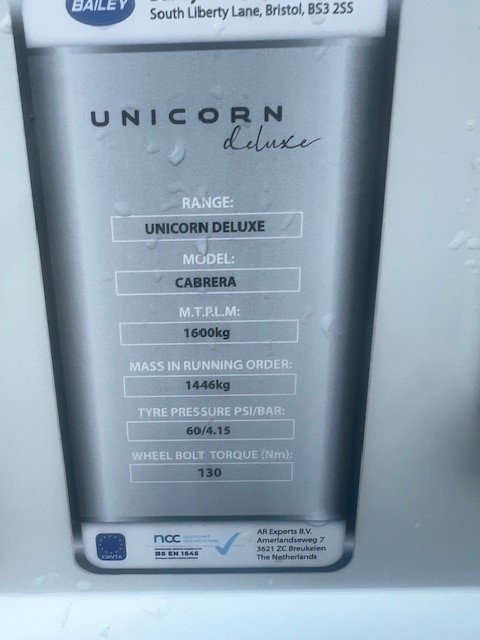 BAILEY
South Liberty Lane, Bristol, BS3 2SS
UNICORN
deluxe
RANGE:
UNICORN DELUXE
MODEL:
CABRERA
M.T.P.L.M:
1600kg
MASS IN RUNNING ORDER:
1446kg
TYRE PRESSURE PSI/BAR:
60/4.15
WHEEL BOLT TORQUE (Nm):
130
EWVTA
ncc approved
BS EN 1645
AR Experts B.V.
Amerlandseweg 7
3621 ZC Breukelen
The Netherlands